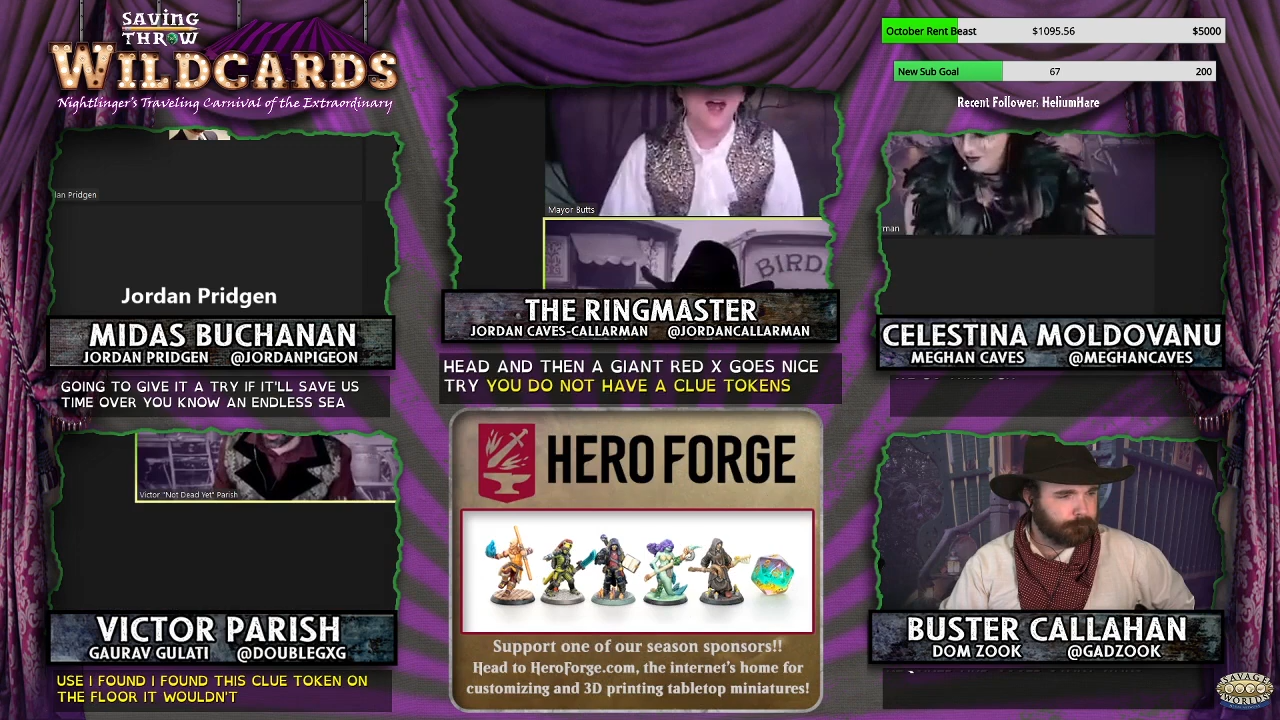 SAVING
THROW
WILDCARDS
Nightlinger's Traveling Carnival of the Extraordinary
October Rent Beast $1095.56 $5000
New Sub Goal 67 200
Recent Follower: HeliumHare
Pridgen
Jordan Pridgen
MIDAS BUCHANAN
JORDAN PRIDGEN @JORDANPIGEON
GOING TO GIVE IT A TRY IF IT'LL SAVE US
TIME OVER YOU KNOW AN ENDLESS SEA
Mayor Butts
BIRD
THE RINGMASTER
JORDAN CAVES-CALLARMAN @JORDANCALLARMAN
HEAD AND THEN A GIANT RED X GOES NICE
TRY YOU DO NOT HAVE A CLUE TOKENS
man
CELESTINA MOLDOVANU
MEGHAN CAVES @MEGHANCAVES
Victor "Not Dead Yet" Parish
VICTOR PARISH
GAURAV GULATI @DOUBLEGXG
USE I FOUND I FOUND THIS CLUE TOKEN ON
THE FLOOR IT WOULDN'T
HERO FORGE
Support one of our season sponsors!!
Head to HeroForge.com, the internet's home for
customizing and 3D printing tabletop miniatures!
BUSTER CALLAHAN
DOM ZOOK @GADZOOK
SAVAGE
WORLDS